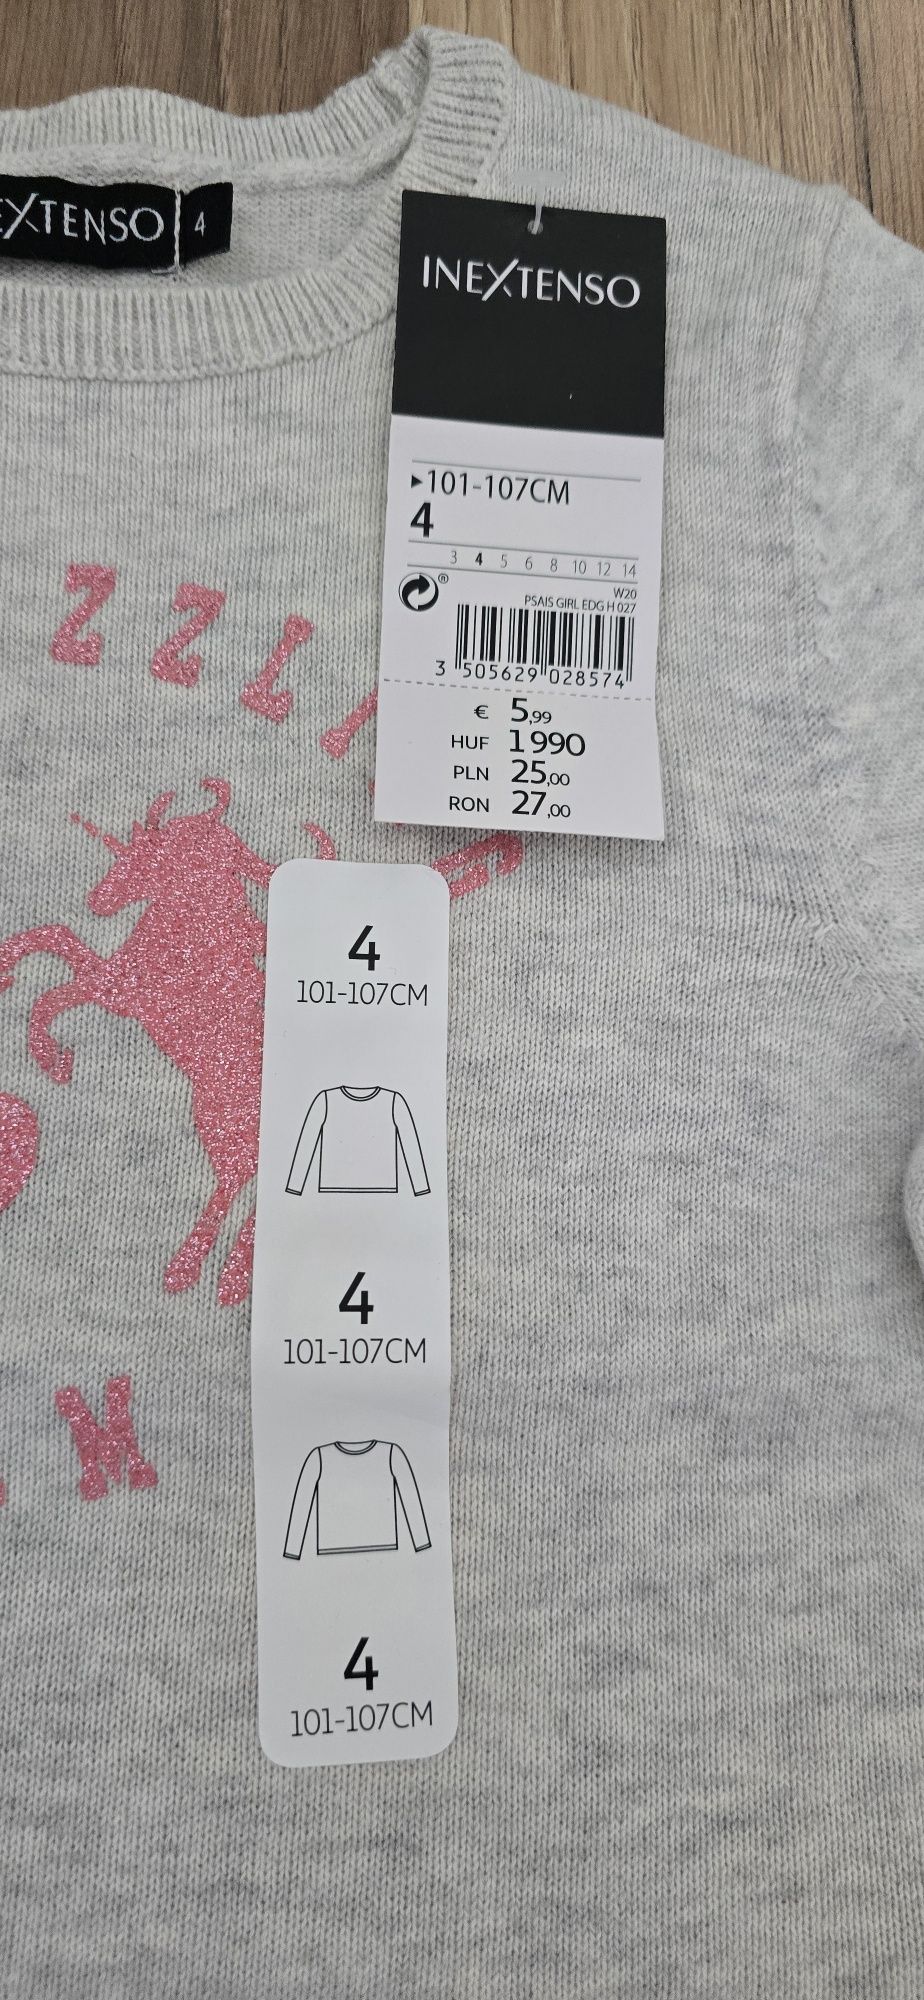 EXTENSO 4
INEXTENSO
▸101-107CM
4
3 4 5 6 8 10 12 14
W20
PSAIS GIRL EDG H 027
3 505629 028574
€ 5,99
HUF 1 990
PLN 25,00
RON 27,00
ZZL
4
101-107CM
4
101-107CM
M
4
101-107CM